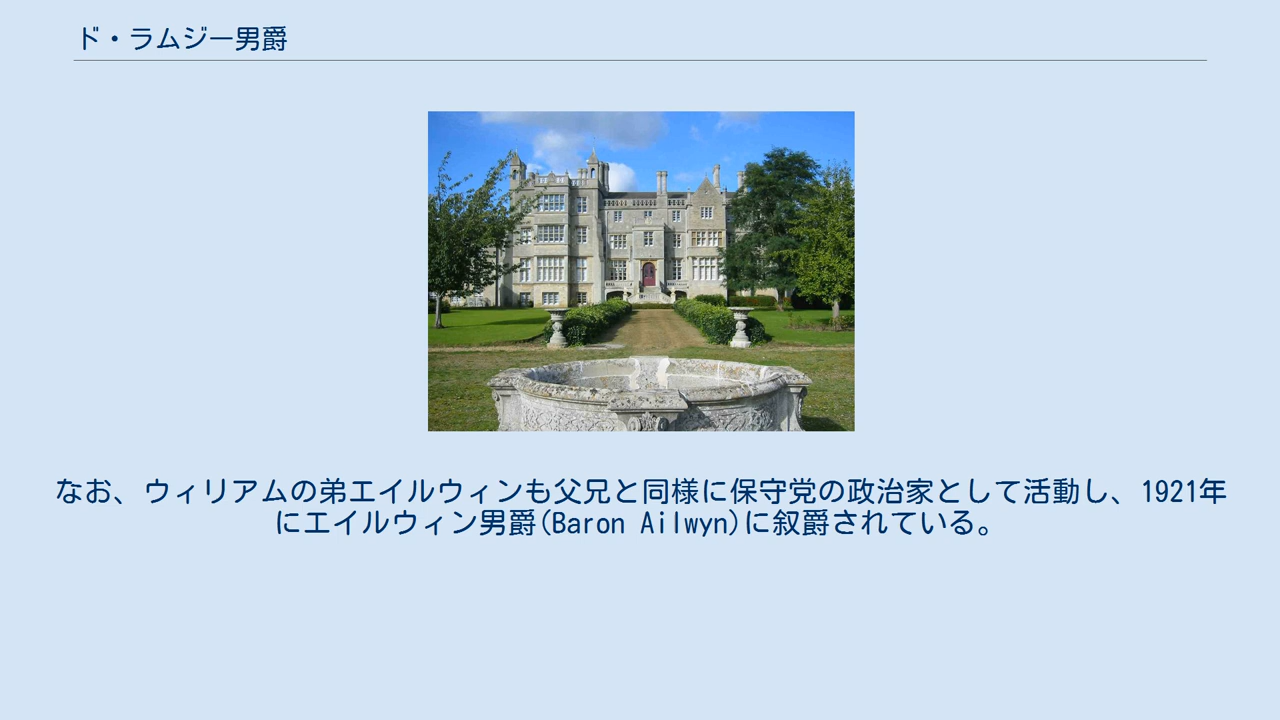 ド・ラムジー男爵
なお、ウィリアムの弟エイルウィンも父兄と同様に保守党の政治家として活動し、1921年
にエイルウィン男爵(Baron Ailwyn)に叙爵されている。